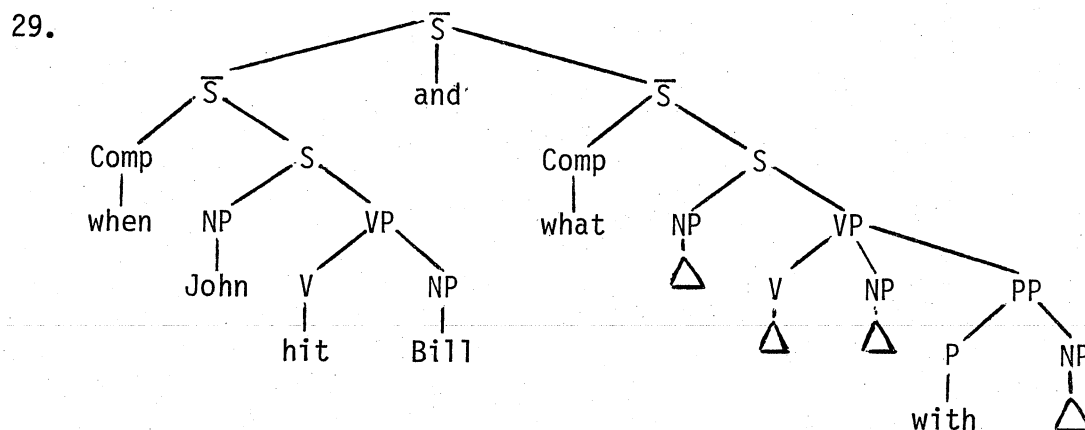 29. S̅
S̅ and S̅
Comp S Comp S
when NP VP what NP VP
John V NP △ V NP PP
hit Bill △ △ P NP
with △